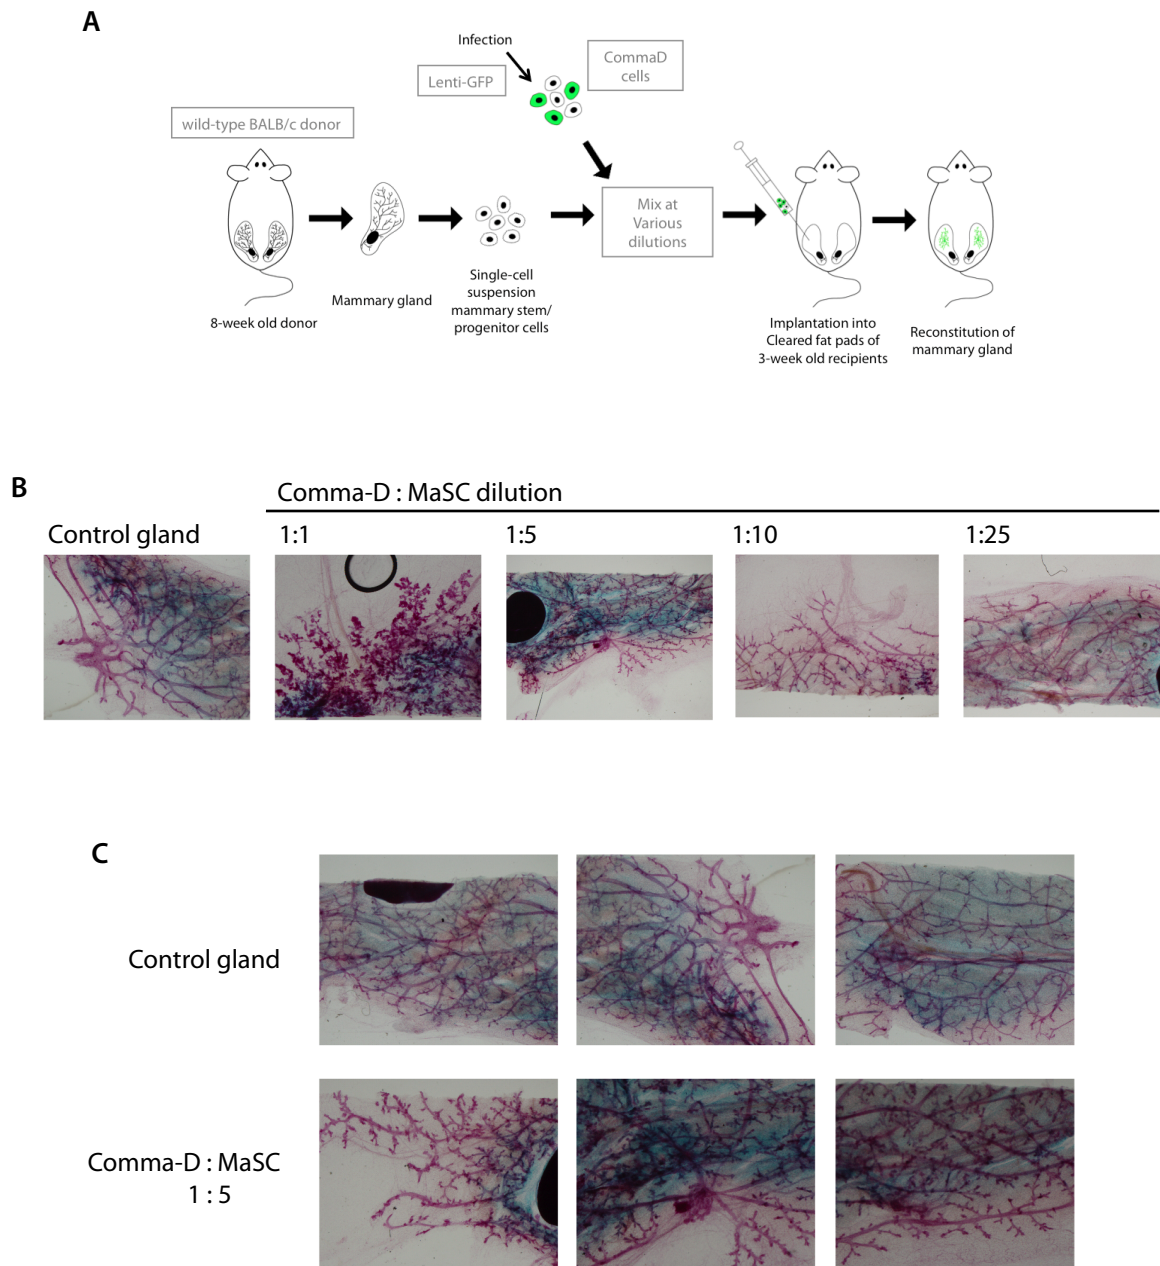 A
Infection
Lenti-GFP
CommaD
cells
wild-type BALB/c donor
Mix at
Various
dilutions
8-week old donor
Mammary gland
Single-cell
suspension
mammary stem/
progenitor cells
Implantation into
Cleared fat pads of
3-week old recipients
Reconstitution of
mammary gland
B
Comma-D : MaSC dilution
Control gland
1:1
1:5
1:10
1:25
C
Control gland
Comma-D : MaSC
1 : 5